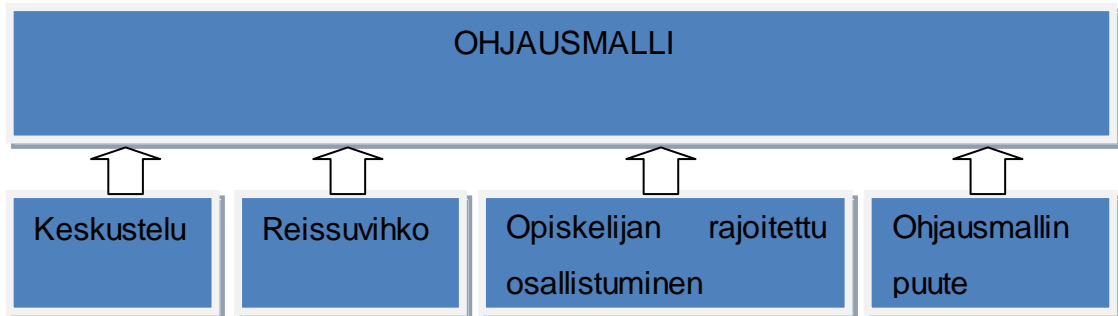 OHJAUSMALLI
Keskustelu
Reissuvihko
Opiskelijan rajoitettu
osallistuminen
Ohjausmallin
puute